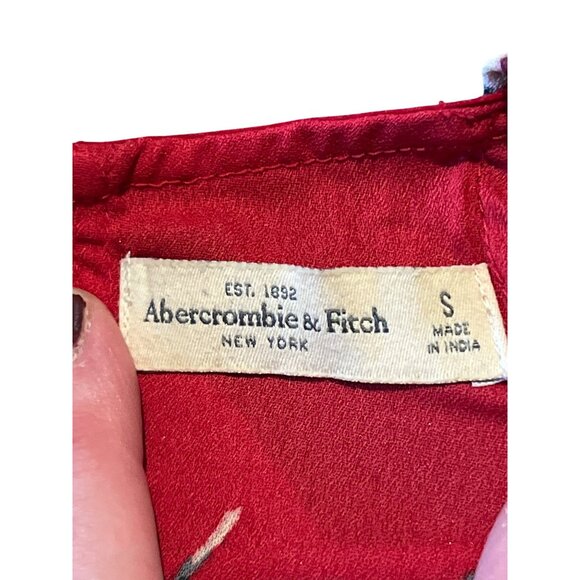 EST. 1892
Abercrombie & Fitch
NEW YORK
S
MADE
IN INDIA